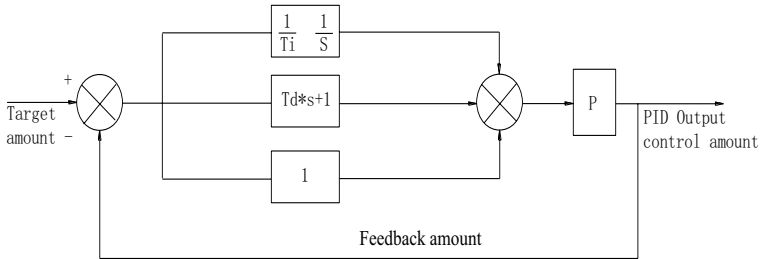 1 1
Ti S
+
Target
amount -
Td*s+1
P
PID Output
control amount
1
Feedback amount